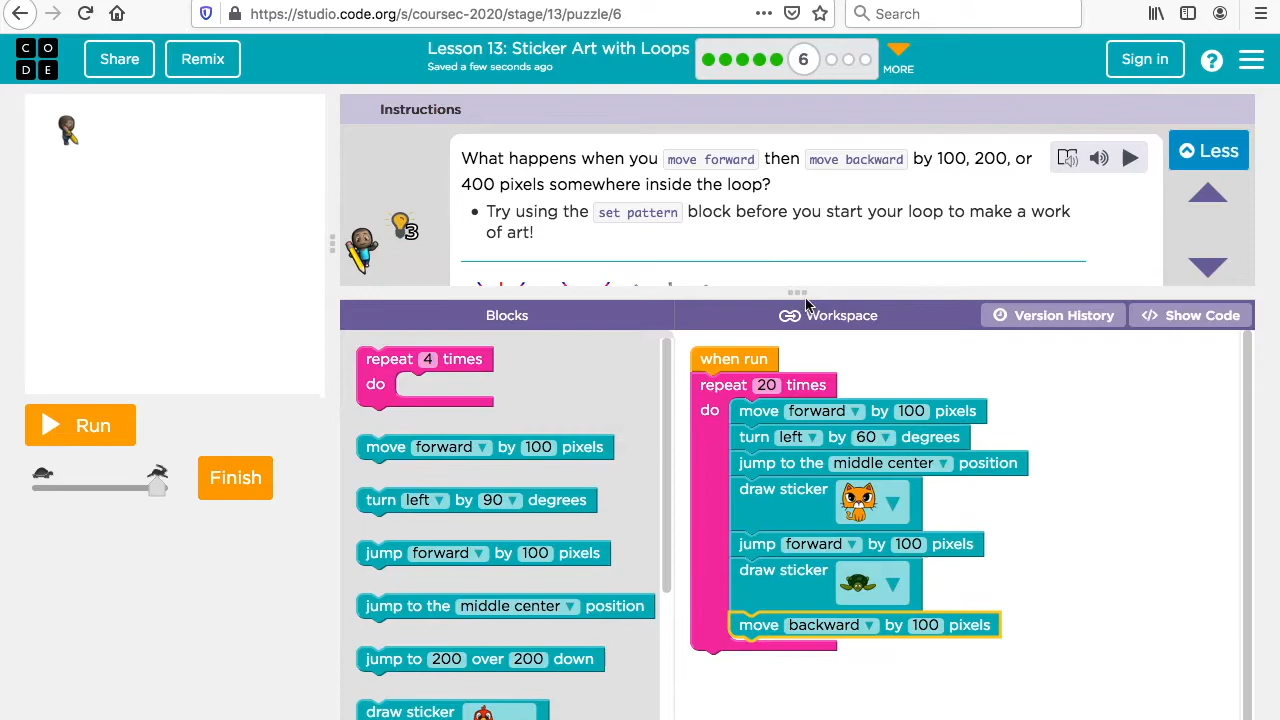 https://studio.code.org/s/coursec-2020/stage/13/puzzle/6
Search
C O
D E
Share
Remix
Lesson 13: Sticker Art with Loops
Saved a few seconds ago
6
MORE
Sign in
?
Instructions
What happens when you move forward then move backward by 100, 200, or
400 pixels somewhere inside the loop?
• Try using the set pattern block before you start your loop to make a work
of art!
3
Less
Run
Finish
Blocks
Workspace
Version History
</> Show Code
repeat 4 times
do
move forward by 100 pixels
turn left by 90 degrees
jump forward by 100 pixels
jump to the middle center position
jump to 200 over 200 down
draw sticker
when run
repeat 20 times
do
move forward by 100 pixels
turn left by 60 degrees
jump to the middle center position
draw sticker
jump forward by 100 pixels
draw sticker
move backward by 100 pixels